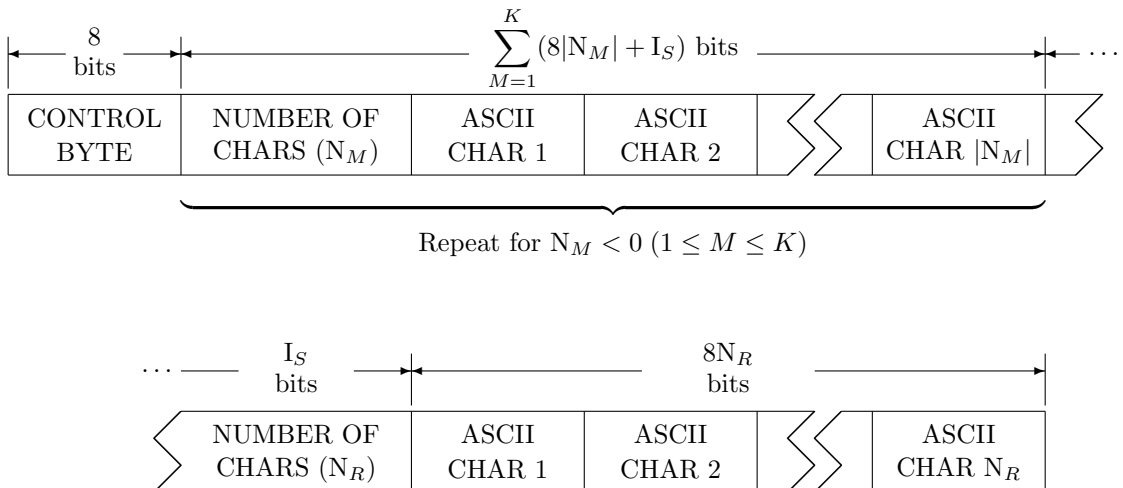 8
bits
\sum_{M=1}^{K} (8|N_M| + I_S) bits
...
CONTROL
BYTE
NUMBER OF
CHARS (N_M)
ASCII
CHAR 1
ASCII
CHAR 2
ASCII
CHAR |N_M|
Repeat for N_M < 0 (1 ≤ M ≤ K)
...
I_S
bits
8N_R
bits
NUMBER OF
CHARS (N_R)
ASCII
CHAR 1
ASCII
CHAR 2
ASCII
CHAR N_R